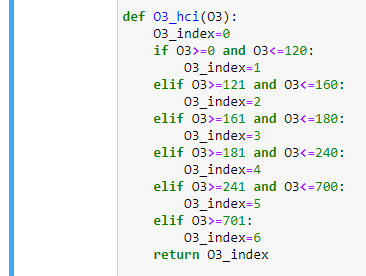 def O3_hci(O3):
    O3_index=0
    if O3>=0 and O3<=120:
        O3_index=1
    elif O3>=121 and O3<=160:
        O3_index=2
    elif O3>=161 and O3<=180:
        O3_index=3
    elif O3>=181 and O3<=240:
        O3_index=4
    elif O3>=241 and O3<=700:
        O3_index=5
    elif O3>=701:
        O3_index=6
    return O3_index